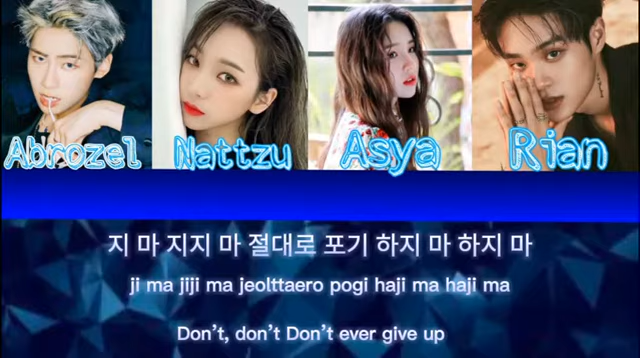 Abrozel Nattzu Asya Rian
지 마 지지 마 절대로 포기 하지 마 하지 마
ji ma jiji ma jeolttaero pogi haji ma haji ma
Don't, don't Don't ever give up